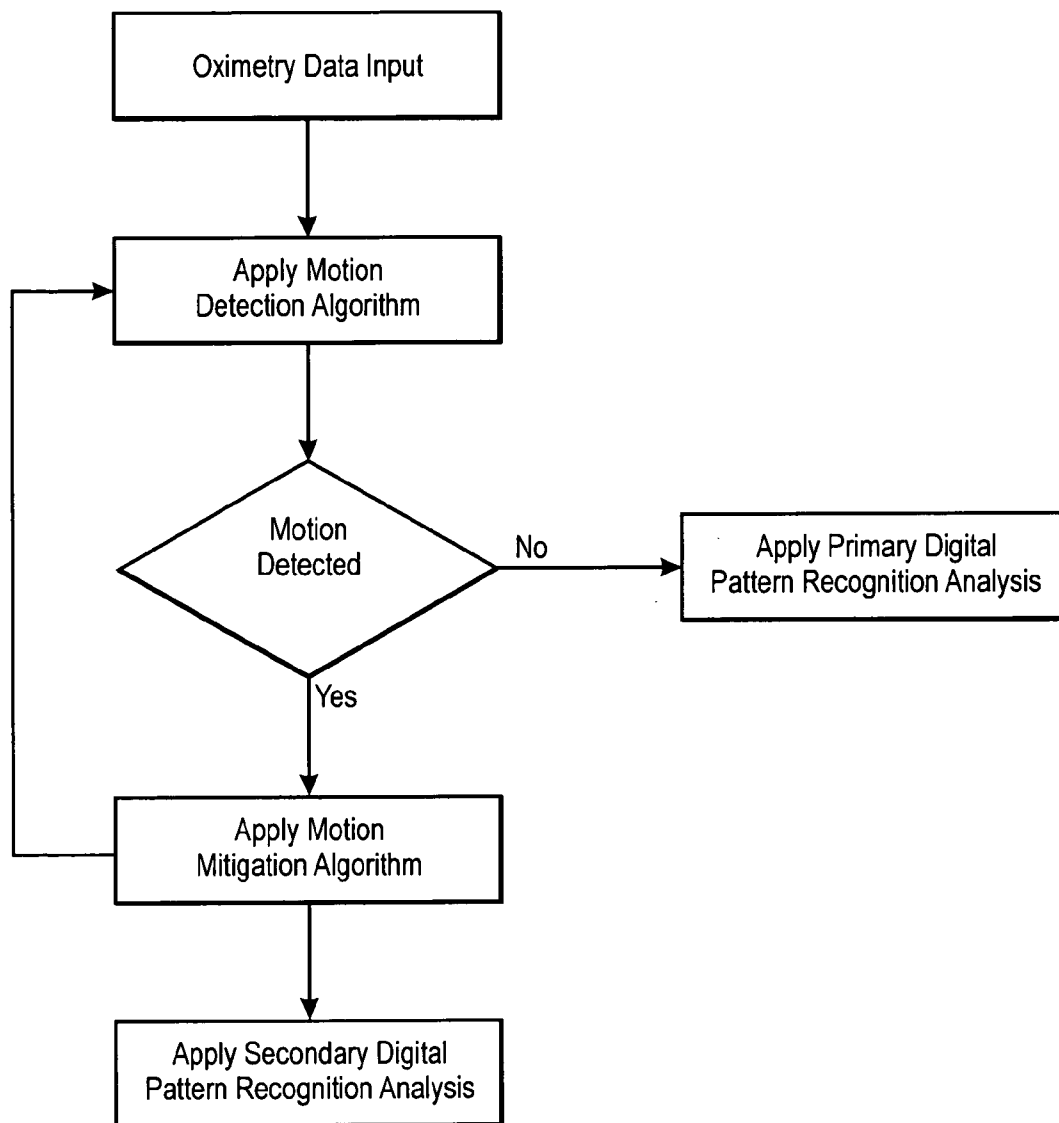 Oximetry Data Input
Apply Motion
Detection Algorithm
Motion
Detected
No
Apply Primary Digital
Pattern Recognition Analysis
Yes
Apply Motion
Mitigation Algorithm
Apply Secondary Digital
Pattern Recognition Analysis